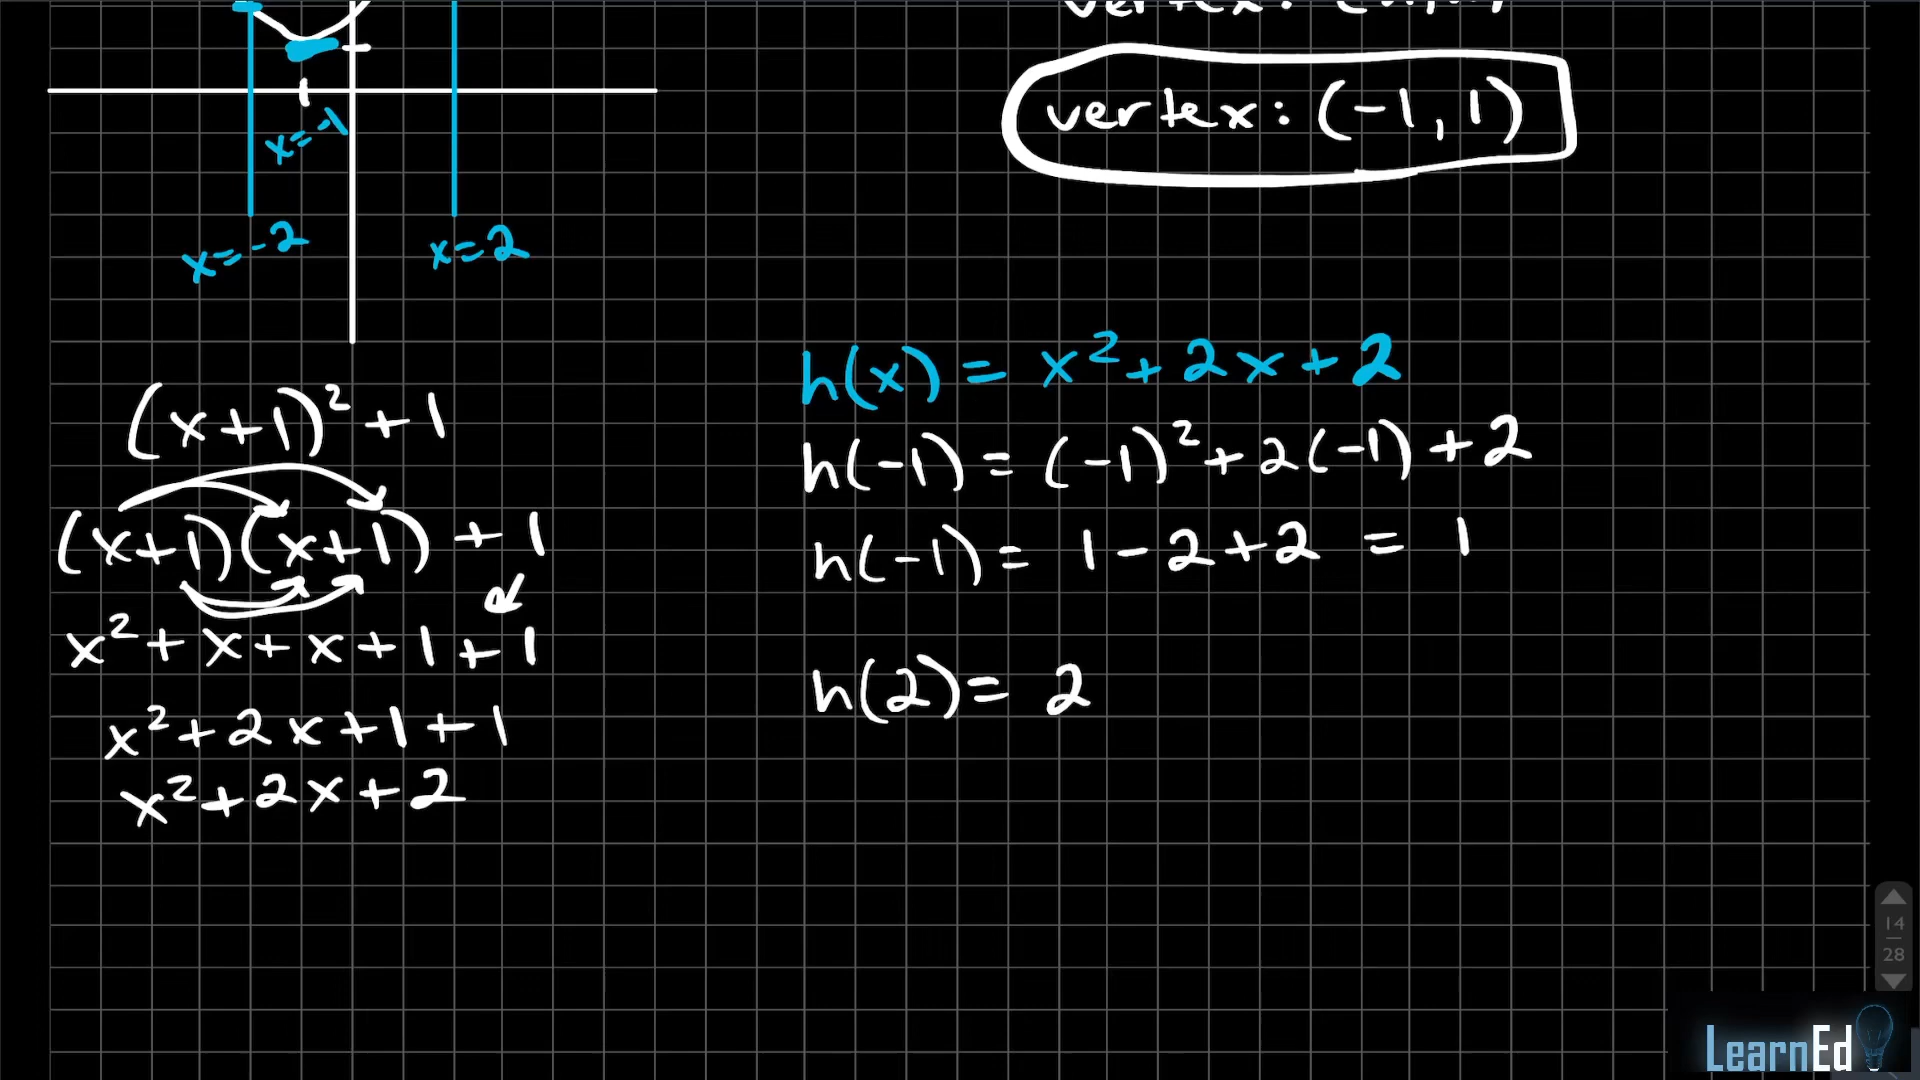 vertex: (-1, 1)
x=-1
x=-2
x=2
(x+1)²+1
(x+1)(x+1)+1
x²+x+x+1+1
x²+2x+1+1
x²+2x+2
h(x) = x²+2x+2
h(-1) = (-1)²+2(-1)+2
h(-1) = 1-2+2 = 1
h(2) = 2
14
28
LearnEd